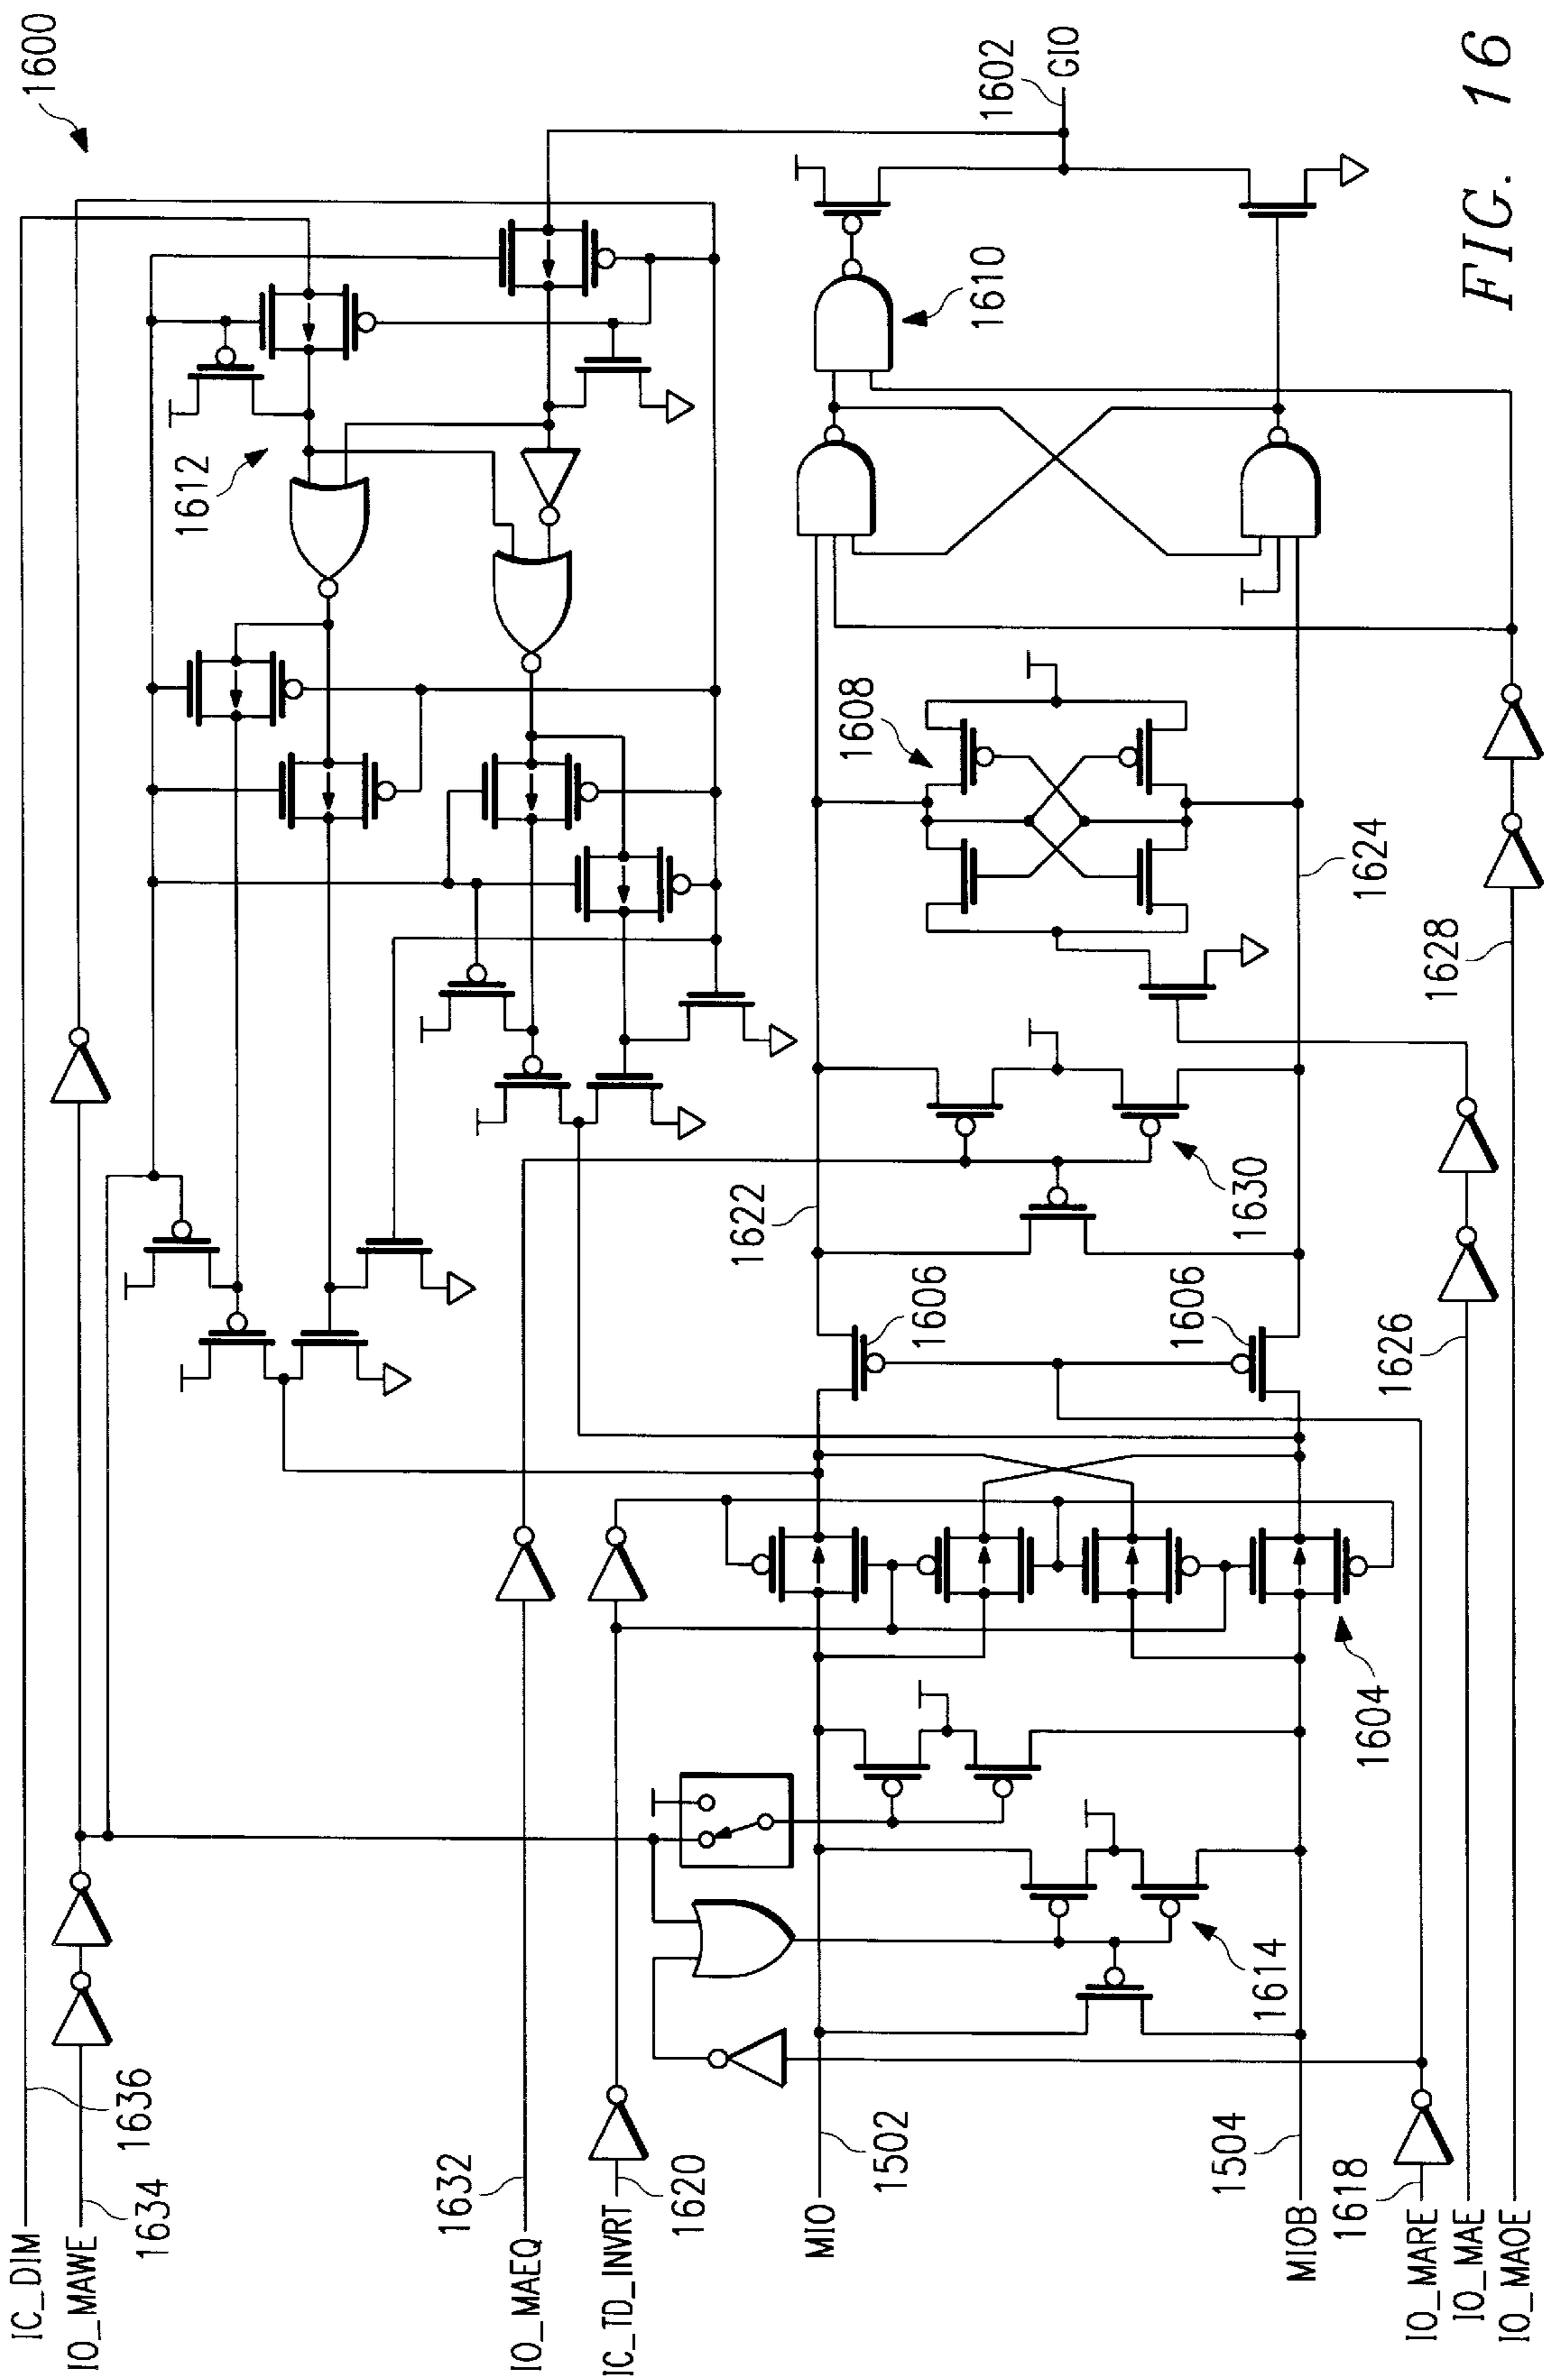 1600
IC_DIM
IO_MAWE
1636
1634
1612
1602
GIO
1632
IO_MAEQ
IC_TD_INVRT
1620
1610
1608
1622
MIO
1502
1606
1606
1630
1624
1604
1614
MIOB
1504
1618
IO_MARE
IO_MAE
IO_MAOE
1626
1628
FIG. 16